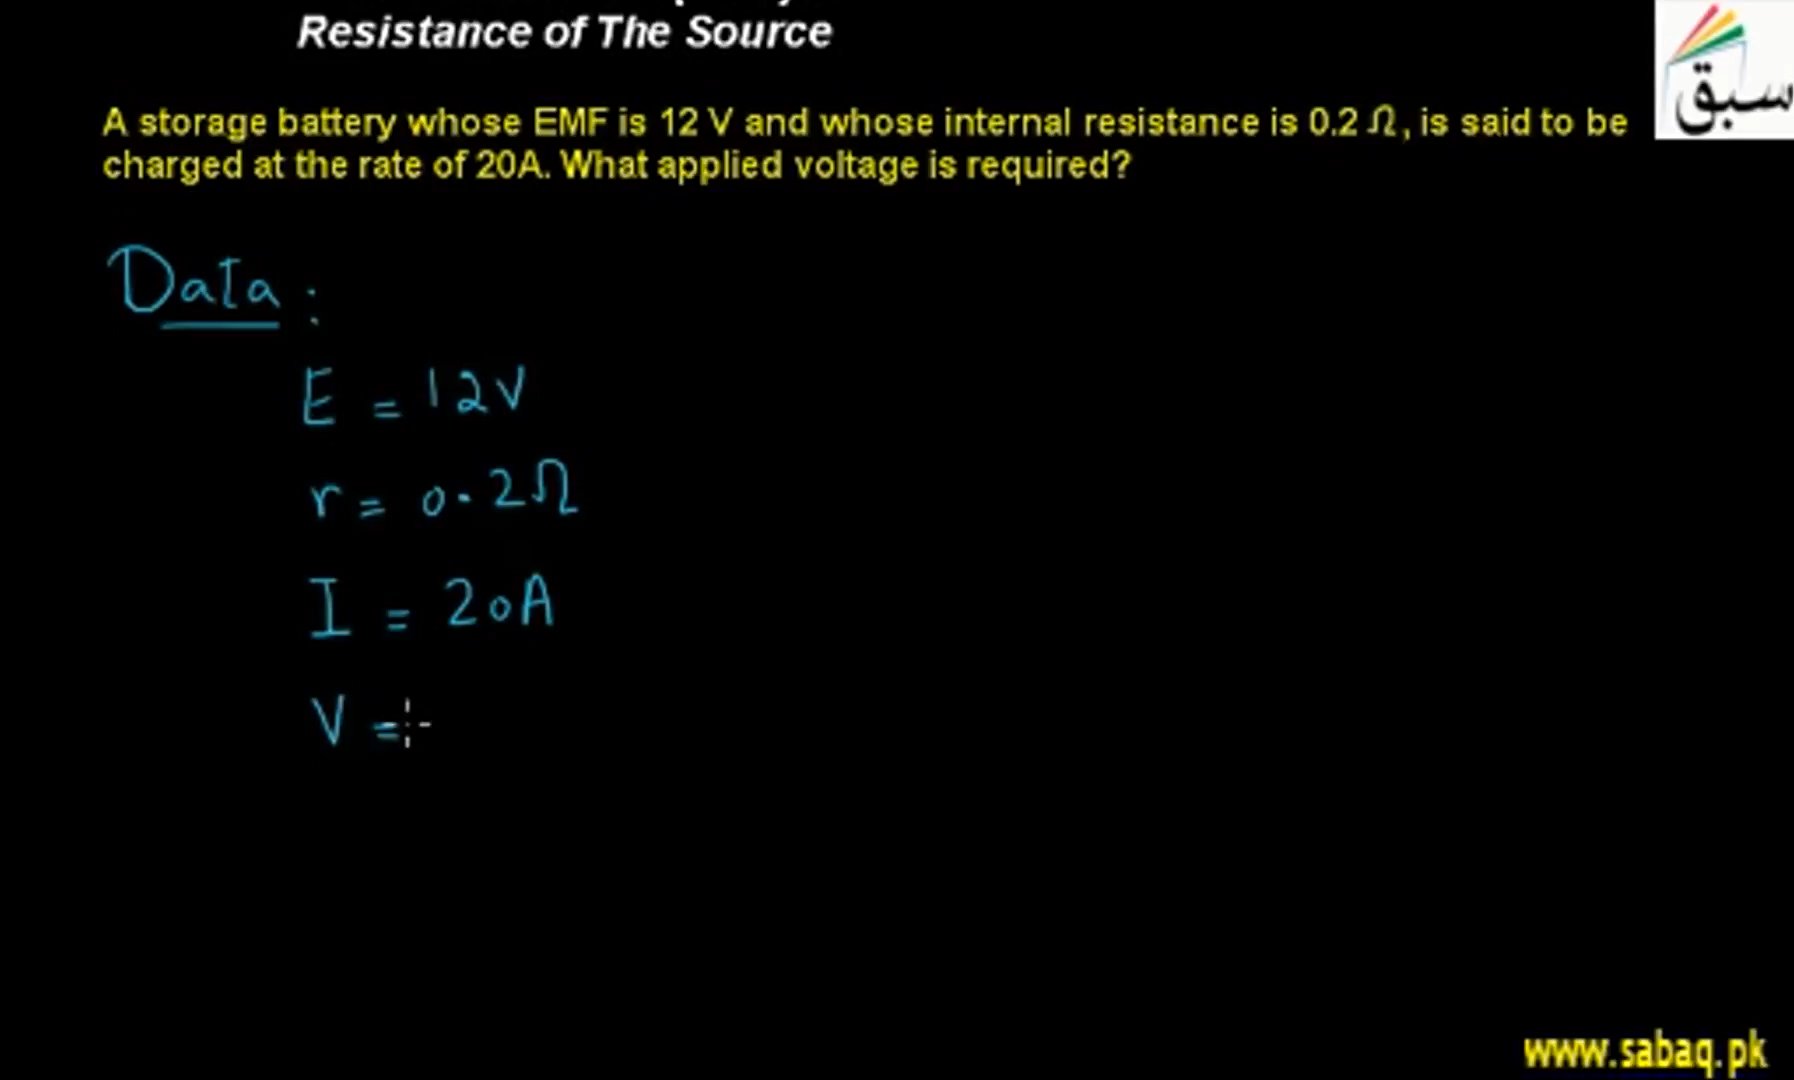 Resistance of The Source
سبق
A storage battery whose EMF is 12 V and whose internal resistance is 0.2 Ω, is said to be
charged at the rate of 20A. What applied voltage is required?
Data :
E = 12V
r = 0.2Ω
I = 20A
V =
www.sabaq.pk